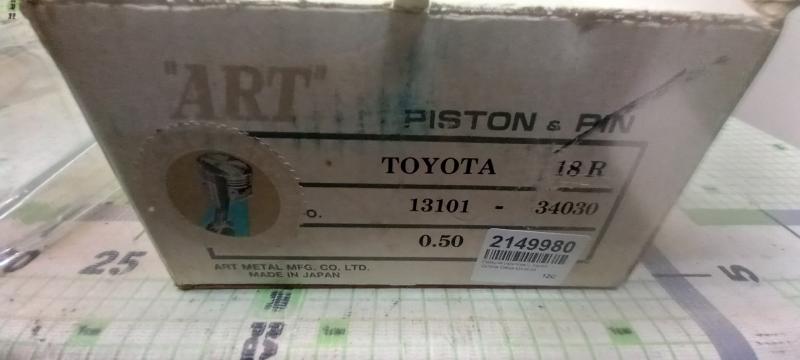 "ART"
PISTON & PIN
TOYOTA 18 R
O. 13101 - 34030
0.50
2149980
ART METAL MFG. CO. LTD.
MADE IN JAPAN
25
5